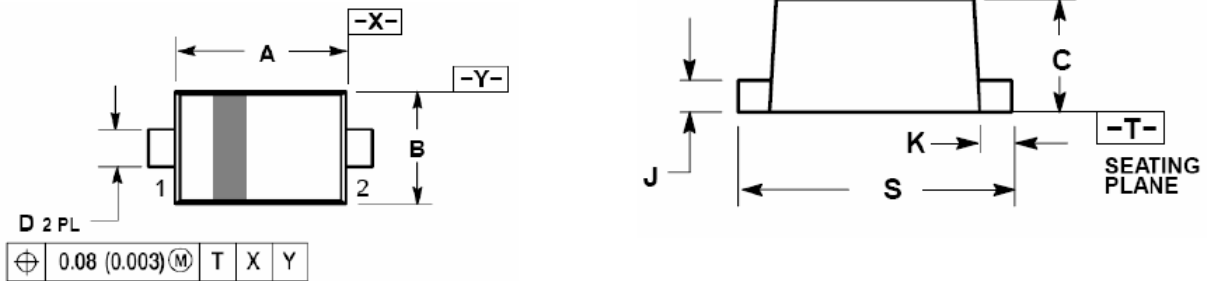 -X-
A
-Y-
B
1
2
D 2 PL
⌖ 0.08 (0.003) Ⓜ T X Y
C
-T-
K
J
S
SEATING
PLANE